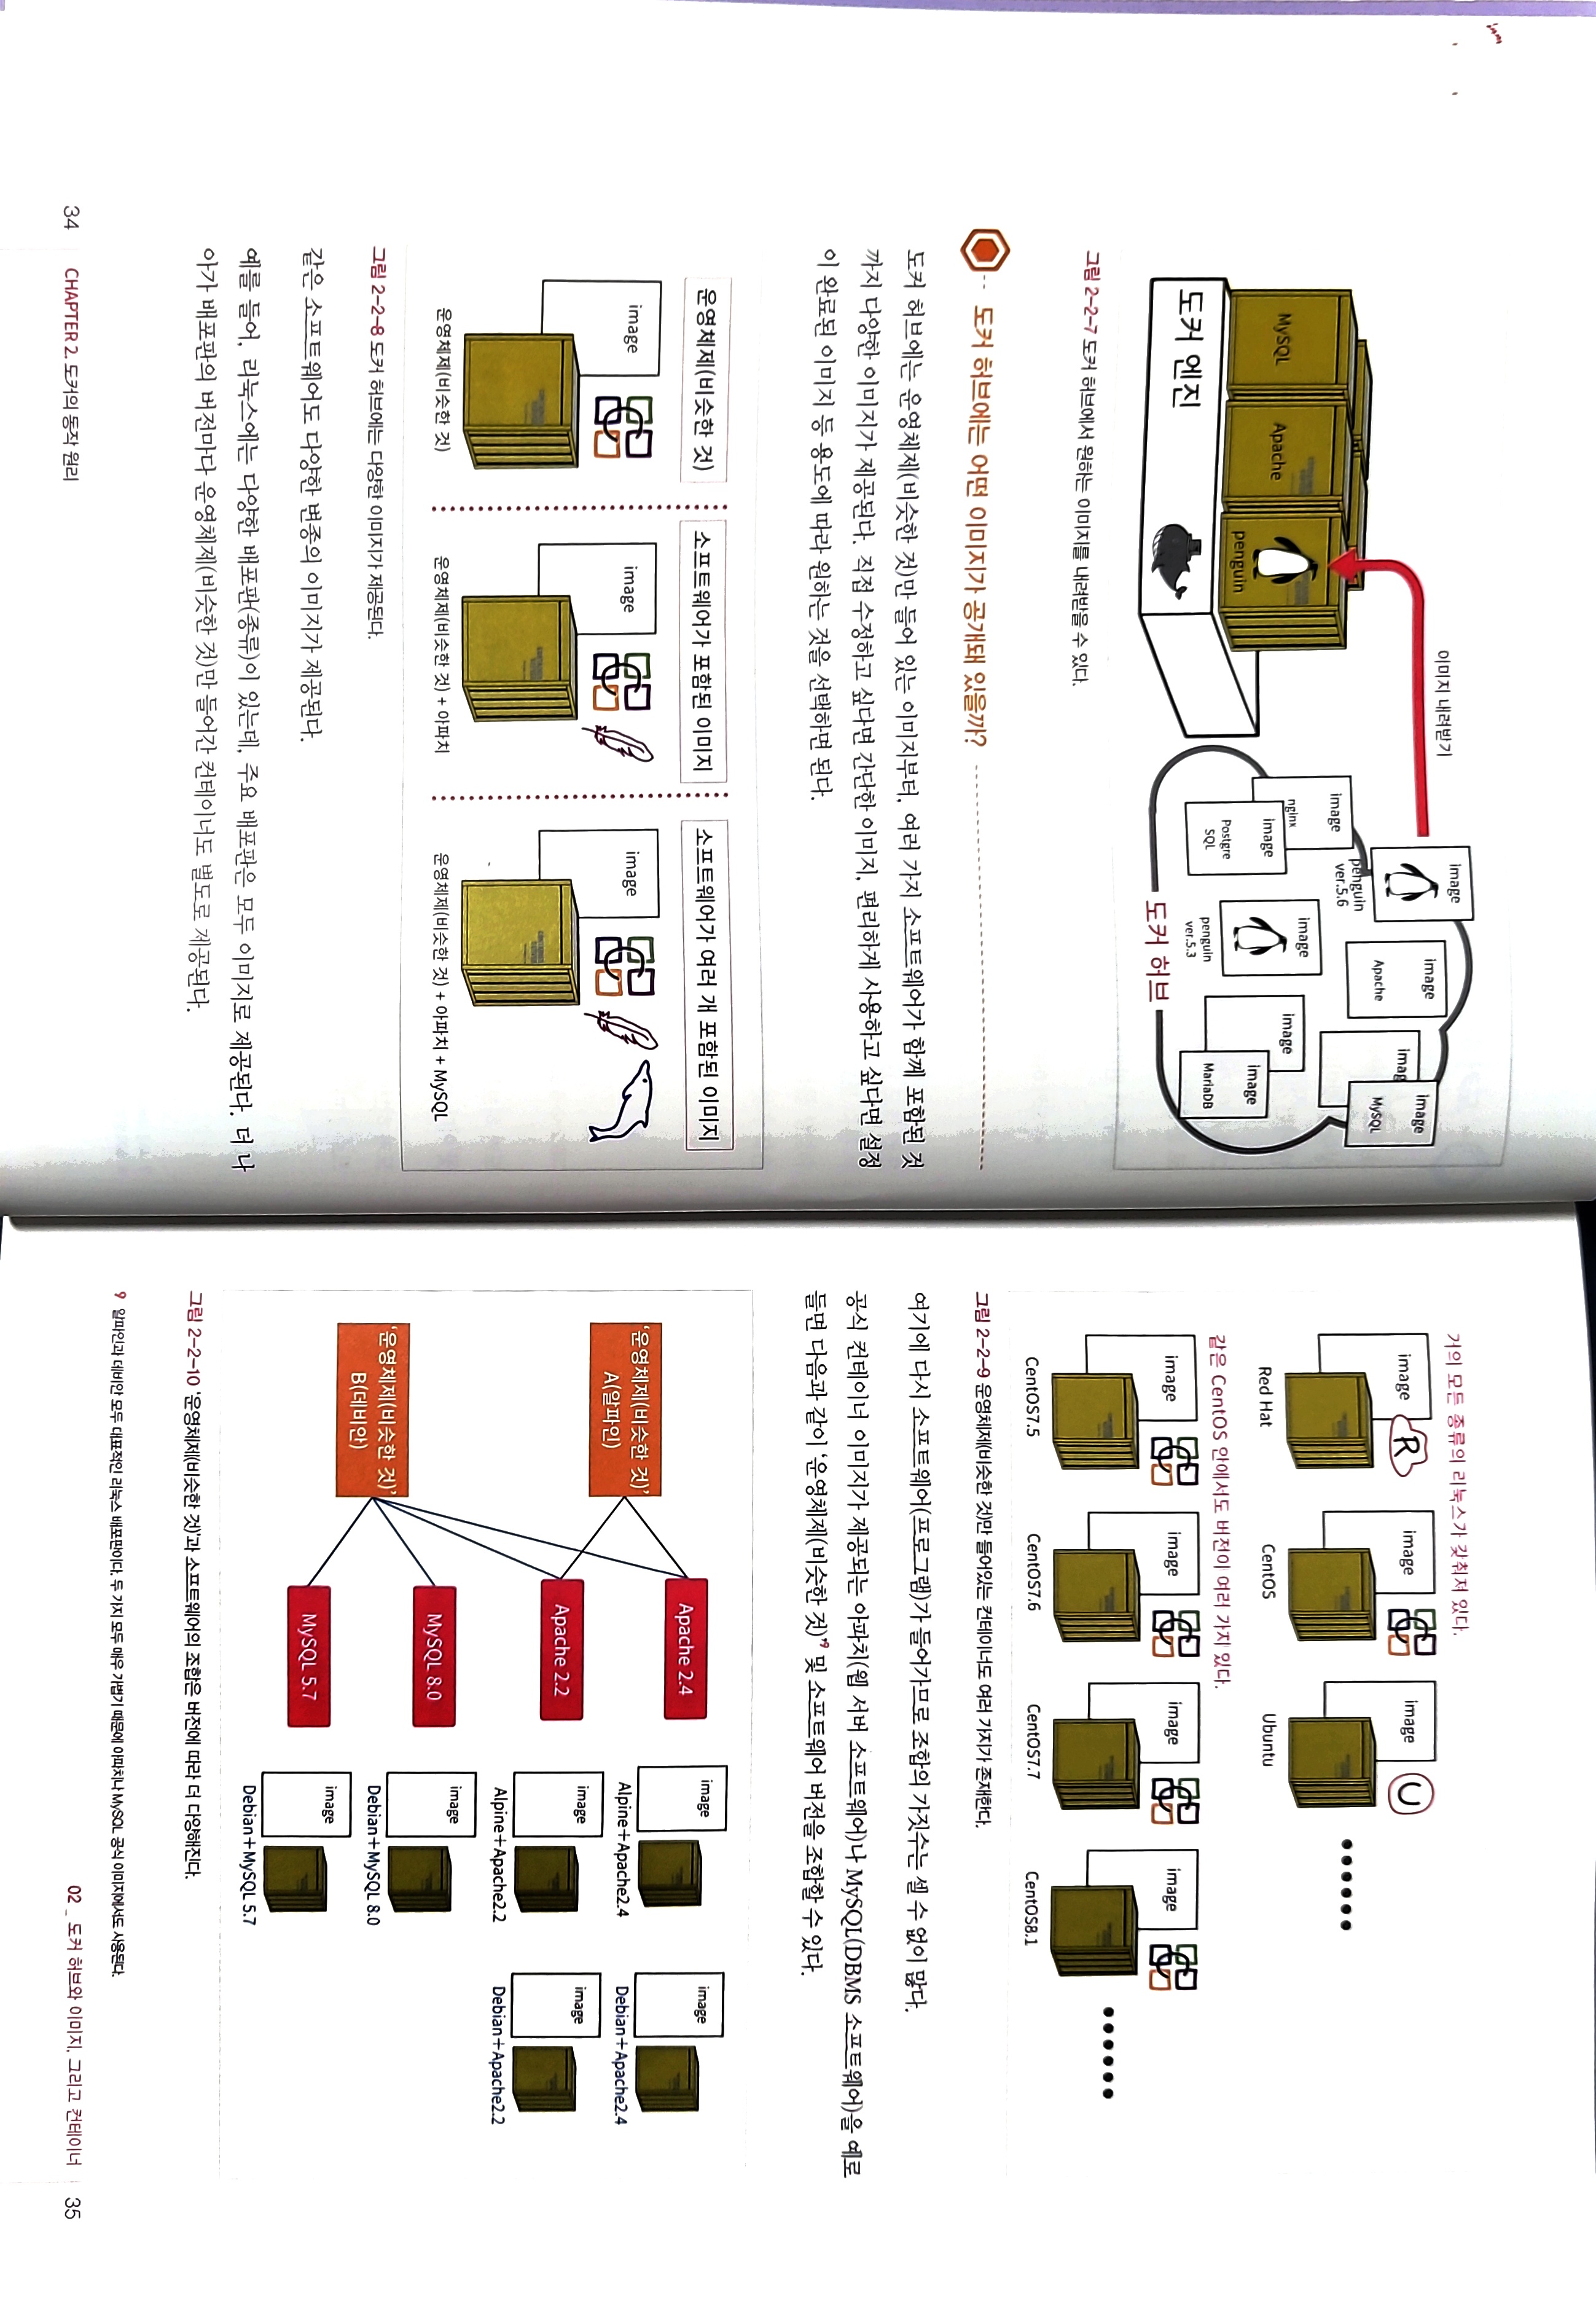 이미지 내려받기
image
penguin
ver.5.6
image
Apache
imag
image
MySQL
image
nginx
image
Postgre
SQL
image
penguin
ver.5.3
image
image
MariaDB
MySQL
Apache
penguin
도커 엔진
도커 허브
그림 2-2-7 도커 허브에서 원하는 이미지를 내려받을 수 있다.
도커 허브에는 어떤 이미지가 공개돼 있을까?
도커 허브에는 운영체제(비슷한 것)만 들어 있는 이미지부터, 여러 가지 소프트웨어가 함께 포함된 것
까지 다양한 이미지가 제공된다. 직접 수정하고 싶다면 간단한 이미지, 편리하게 사용하고 싶다면 설정
이 완료된 이미지 등 용도에 따라 원하는 것을 선택하면 된다.
운영체제(비슷한 것)
소프트웨어가 포함된 이미지
소프트웨어가 여러 개 포함된 이미지
image
image
image
운영체제(비슷한 것)
운영체제(비슷한 것) + 아파치
운영체제(비슷한 것) + 아파치 + MySQL
그림 2-2-8 도커 허브에는 다양한 이미지가 제공된다.
같은 소프트웨어도 다양한 변종의 이미지가 제공된다.
예를 들어, 리눅스에는 다양한 배포판(종류)이 있는데, 주요 배포판은 모두 이미지로 제공된다. 더 나
아가 배포판의 버전마다 운영체제(비슷한 것)만 들어간 컨테이너도 별도로 제공된다.
34 CHAPTER 2. 도커의 동작 원리
거의 모든 종류의 리눅스가 갖춰져 있다.
image
R
image
image
U
Red Hat
CentOS
Ubuntu
같은 CentOS 안에서도 버전이 여러 가지 있다.
image
image
image
image
CentOS7.5
CentOS7.6
CentOS7.7
CentOS8.1
그림 2-2-9 운영체제(비슷한 것)만 들어있는 컨테이너도 여러 가지가 존재한다.
여기에 다시 소프트웨어(프로그램)가 들어가므로 조합의 가짓수는 셀 수 없이 많다.
공식 컨테이너 이미지가 제공되는 아파치(웹 서버 소프트웨어)나 MySQL(DBMS 소프트웨어)을 예로
들면 다음과 같이 '운영체제(비슷한 것)'9 및 소프트웨어 버전을 조합할 수 있다.
'운영체제(비슷한 것)'
A(알파인)
Apache 2.4
Apache 2.2
'운영체제(비슷한 것)'
B(데비안)
MySQL 8.0
MySQL 5.7
image
Alpine+Apache2.4
image
Debian+Apache2.4
image
Alpine+Apache2.2
image
Debian+Apache2.2
image
Debian+MySQL 8.0
image
Debian+MySQL 5.7
그림 2-2-10 '운영체제(비슷한 것)'과 소프트웨어의 조합은 버전에 따라 더 다양해진다.
9 알파인과 데비안 모두 대표적인 리눅스 배포판이다. 두 가지 모두 매우 가볍기 때문에 아파치나 MySQL 공식 이미지에서도 사용된다.
02 _ 도커 허브와 이미지, 그리고 컨테이너 35